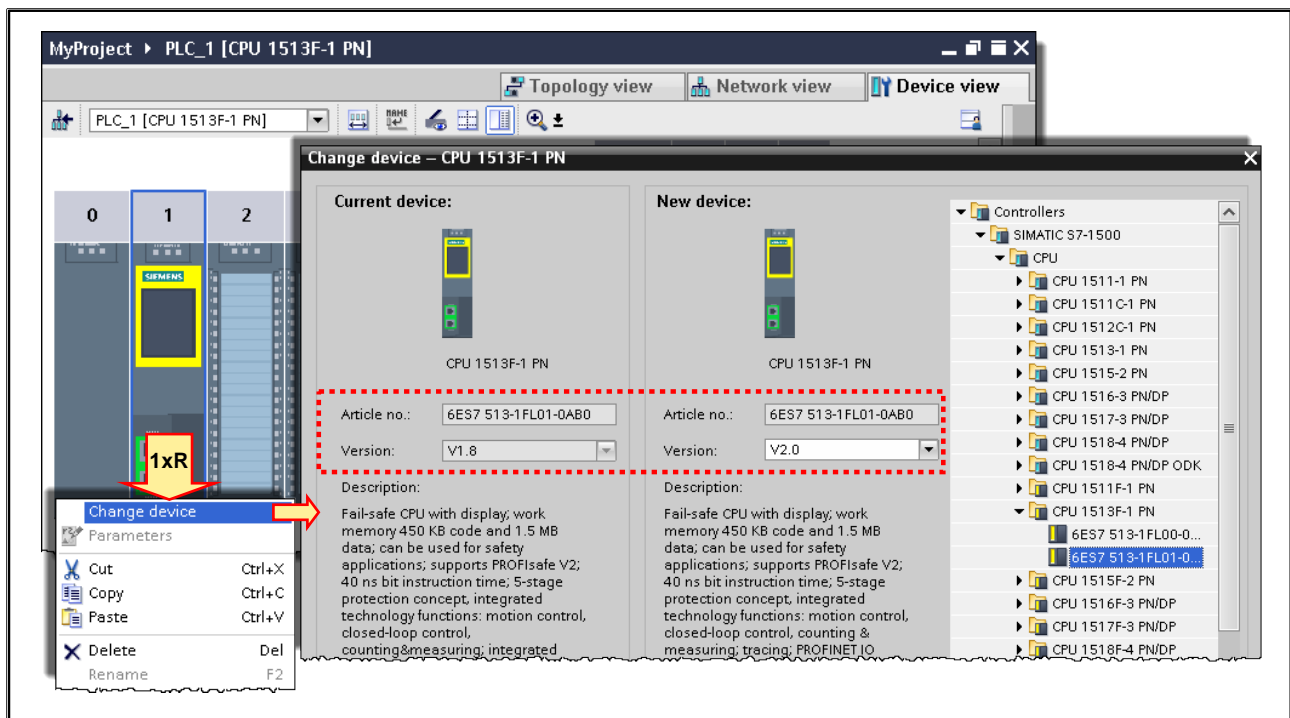 MyProject ▸ PLC_1 [CPU 1513F-1 PN]
Topology view
Network view
Device view
PLC_1 [CPU 1513F-1 PN]
NAME
0
1
2
SIEMENS
1xR
Change device
Parameters
Cut Ctrl+X
Copy Ctrl+C
Paste Ctrl+V
Delete Del
Rename F2
Change device – CPU 1513F-1 PN
Current device:
SIEMENS
CPU 1513F-1 PN
Article no.: 6ES7 513-1FL01-0AB0
Version: V1.8
Description:
Fail-safe CPU with display; work
memory 450 KB code and 1.5 MB
data; can be used for safety
applications; supports PROFIsafe V2;
40 ns bit instruction time; 5-stage
protection concept, integrated
technology functions: motion control,
closed-loop control,
counting&measuring; integrated
New device:
SIEMENS
CPU 1513F-1 PN
Article no.: 6ES7 513-1FL01-0AB0
Version: V2.0
Description:
Fail-safe CPU with display; work
memory 450 KB code and 1.5 MB
data; can be used for safety
applications; supports PROFIsafe V2;
40 ns bit instruction time; 5-stage
protection concept, integrated
technology functions: motion control,
closed-loop control, counting &
measuring; tracing; PROFINET IO
Controllers
SIMATIC S7-1500
CPU
CPU 1511-1 PN
CPU 1511C-1 PN
CPU 1512C-1 PN
CPU 1513-1 PN
CPU 1515-2 PN
CPU 1516-3 PN/DP
CPU 1517-3 PN/DP
CPU 1518-4 PN/DP
CPU 1518-4 PN/DP ODK
CPU 1511F-1 PN
CPU 1513F-1 PN
6ES7 513-1FL00-0...
6ES7 513-1FL01-0...
CPU 1515F-2 PN
CPU 1516F-3 PN/DP
CPU 1517F-3 PN/DP
CPU 1518F-4 PN/DP